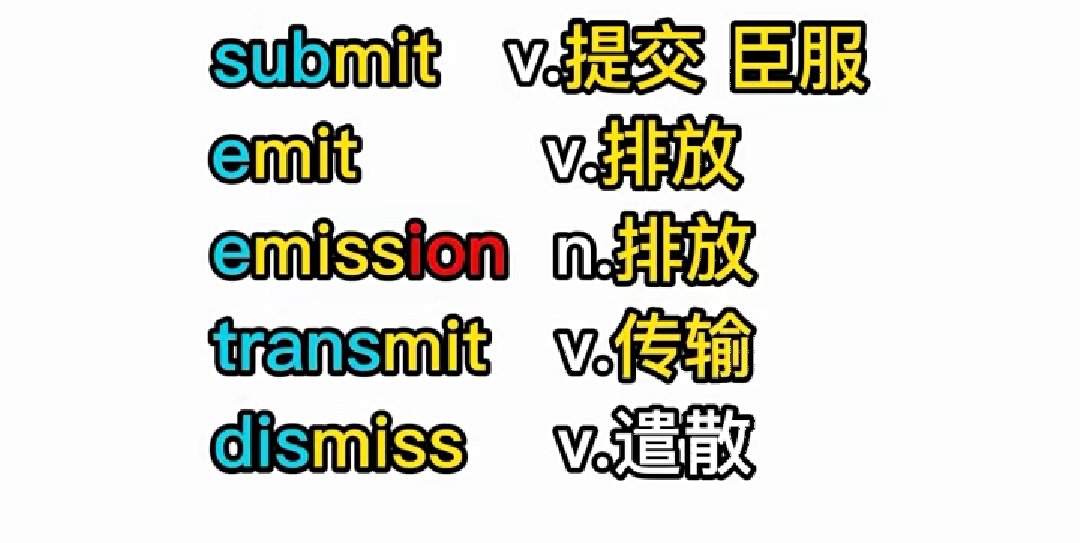 submit v.提交 臣服
emit v.排放
emission n.排放
transmit v.传输
dismiss v.遣散